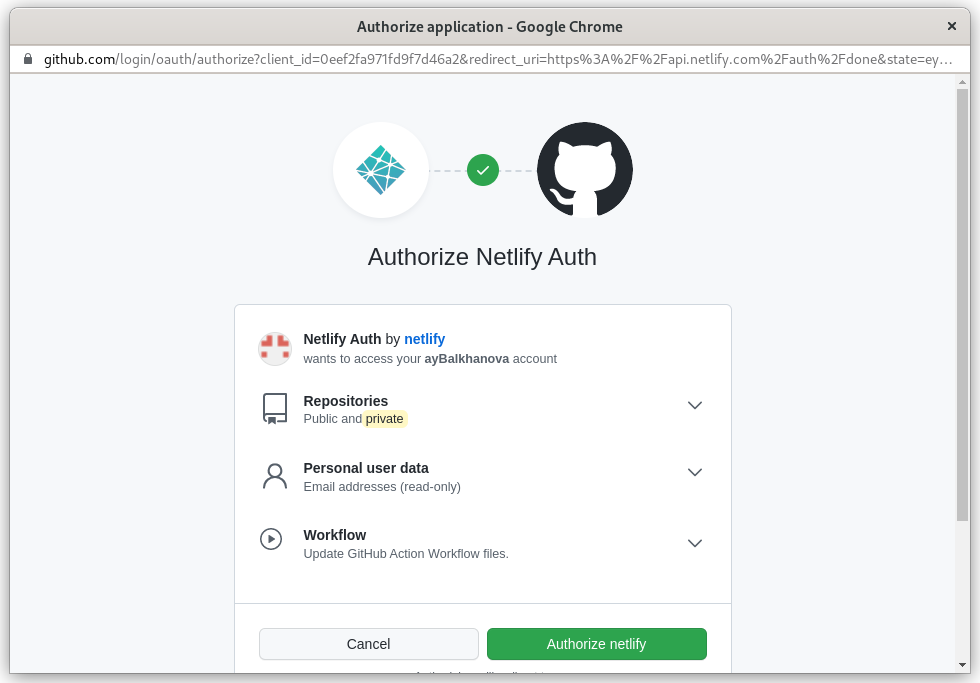 Authorize application - Google Chrome
github.com/login/oauth/authorize?client_id=0eef2fa971fd9f7d46a2&redirect_uri=https%3A%2F%2Fapi.netlify.com%2Fauth%2Fdone&state=ey...
Authorize Netlify Auth
Netlify Auth by netlify
wants to access your ayBalkhanova account
Repositories
Public and private
Personal user data
Email addresses (read-only)
Workflow
Update GitHub Action Workflow files.
Cancel
Authorize netlify